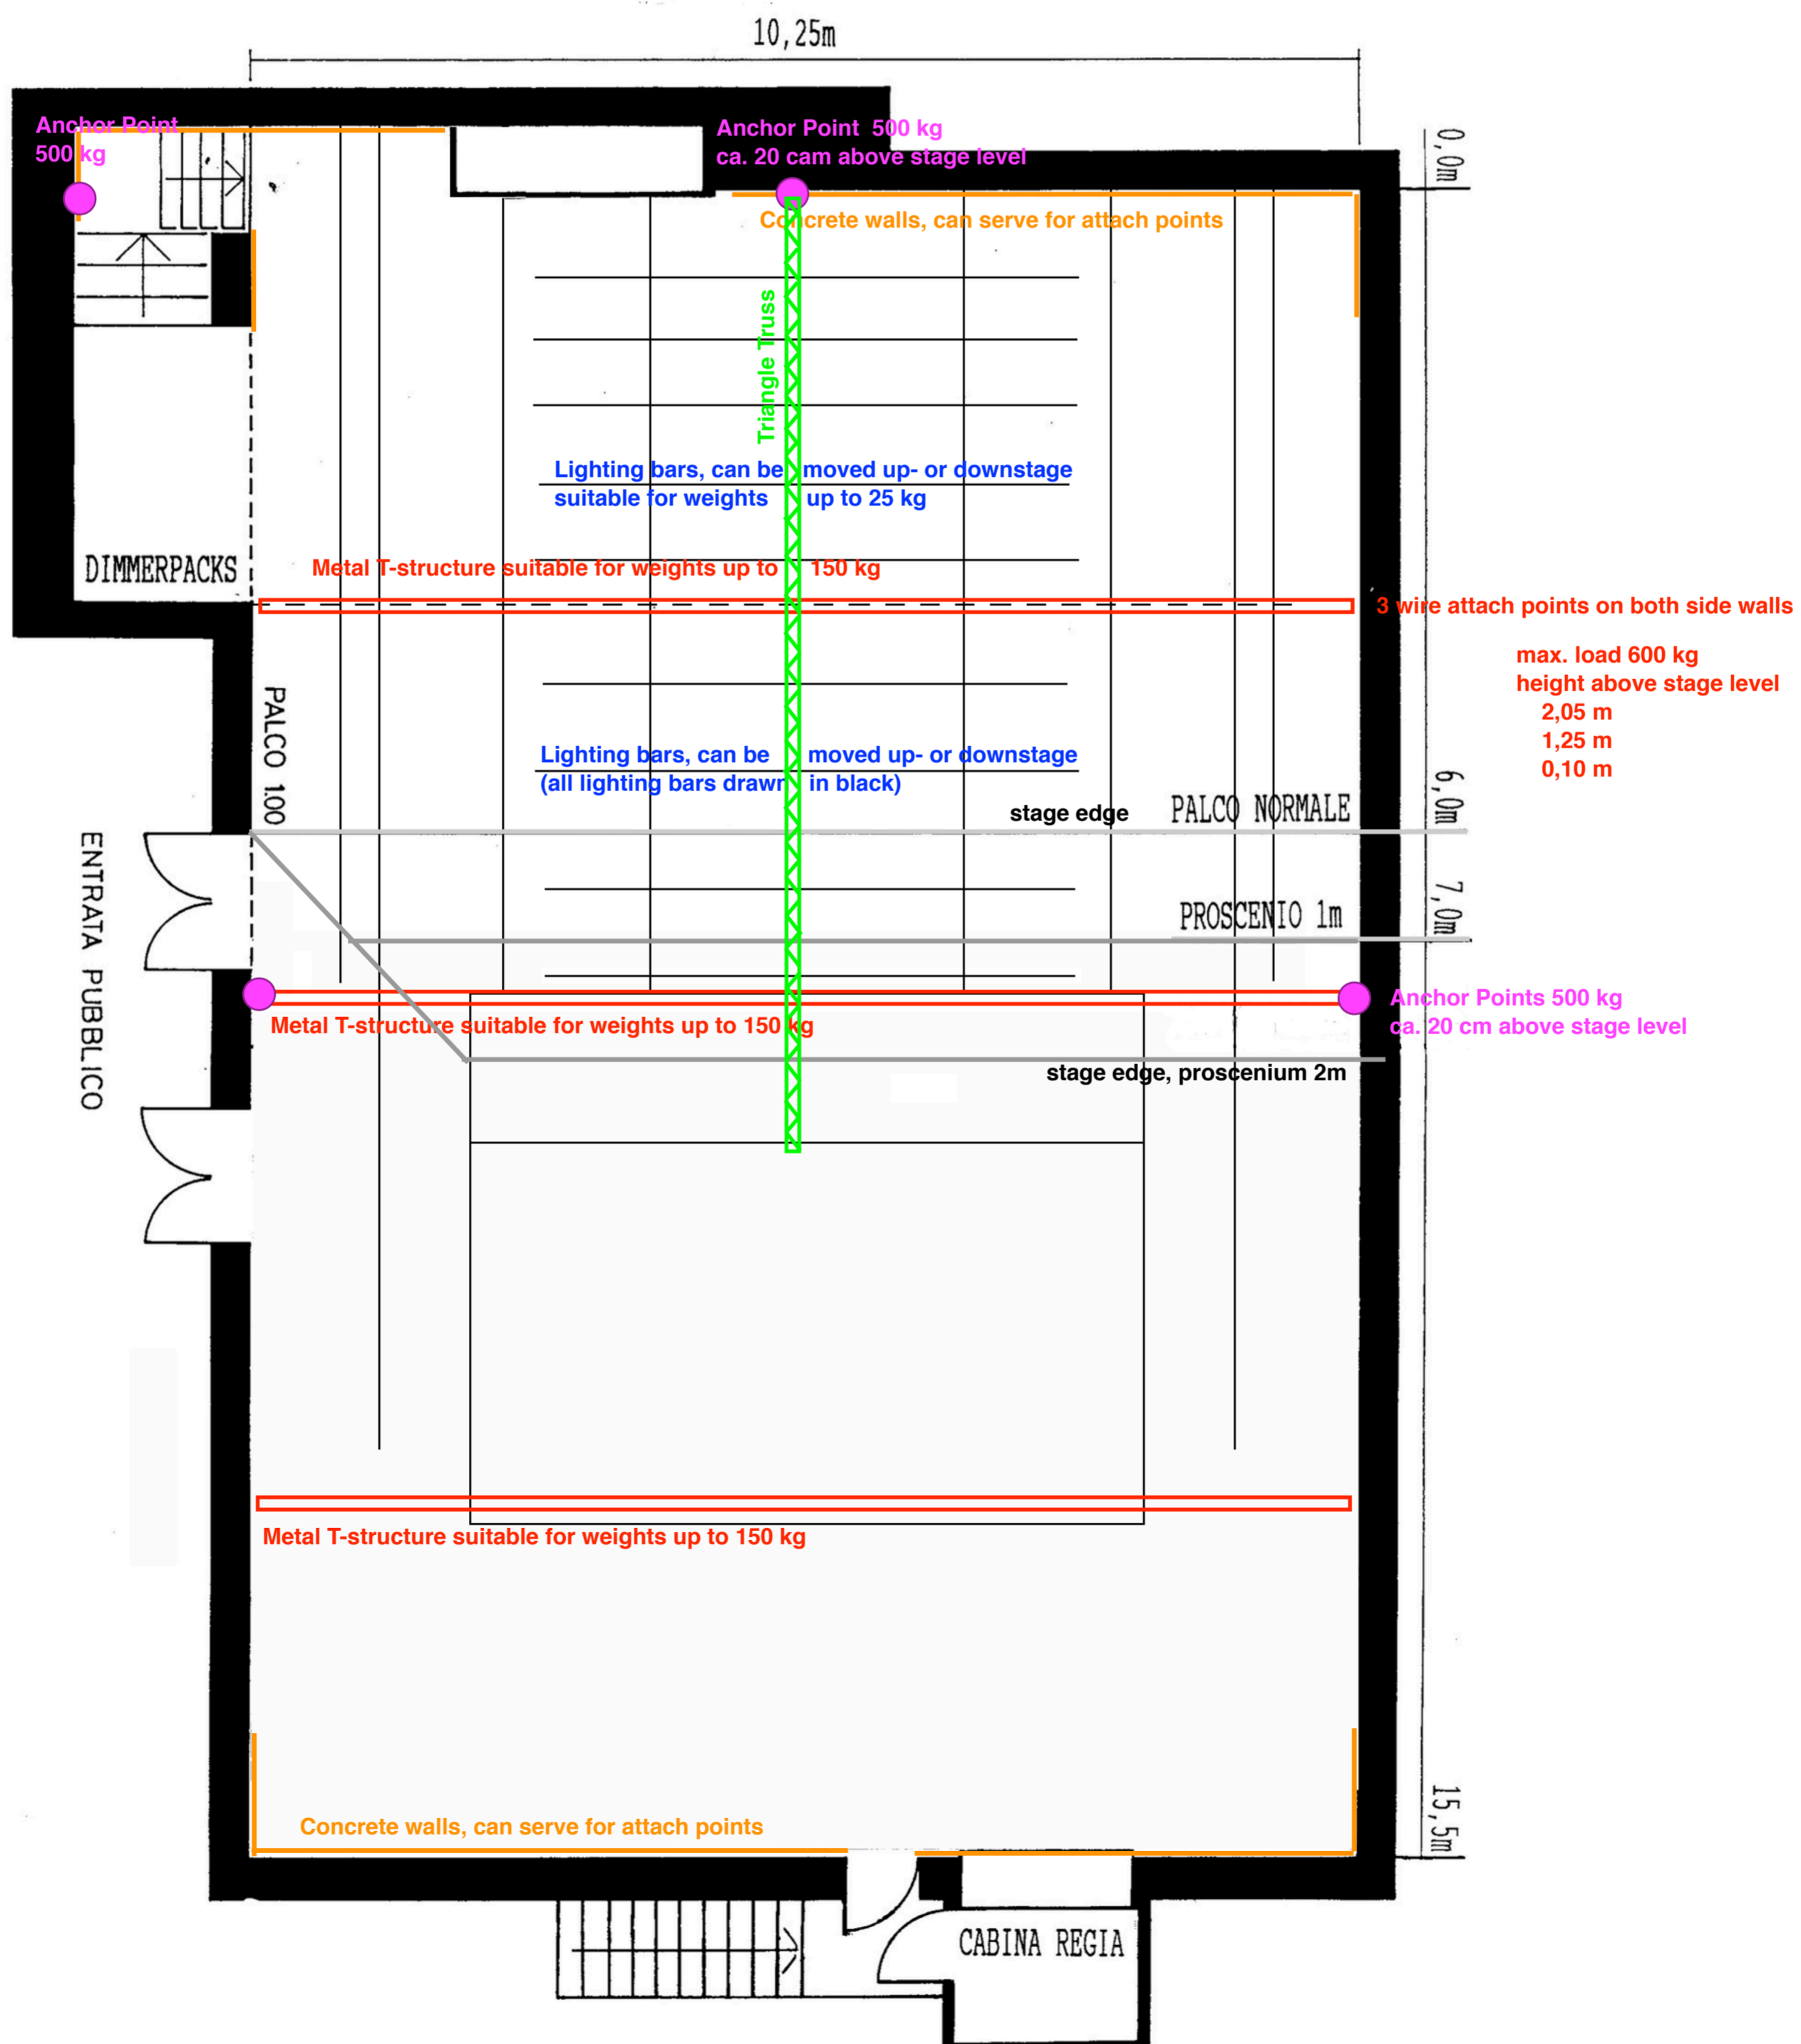 10,25m
Anchor Point
500 kg
Anchor Point  500 kg
ca. 20 cam above stage level
0,0m
Concrete walls, can serve for attach points
Triangle Truss
Lighting bars, can be moved up- or downstage
suitable for weights up to 25 kg
DIMMERPACKS
Metal T-structure suitable for weights up to 150 kg
3 wire attach points on both side walls
max. load 600 kg
height above stage level
2,05 m
1,25 m
0,10 m
PALCO 1.00
Lighting bars, can be moved up- or downstage
(all lighting bars drawn in black)
stage edge
PALCO NORMALE
6,0m
ENTRATA PUBBLICO
PROSCENIO 1m
7,0m
Anchor Points 500 kg
ca. 20 cm above stage level
Metal T-structure suitable for weights up to 150 kg
stage edge, proscenium 2m
Metal T-structure suitable for weights up to 150 kg
Concrete walls, can serve for attach points
15,5m
CABINA REGIA